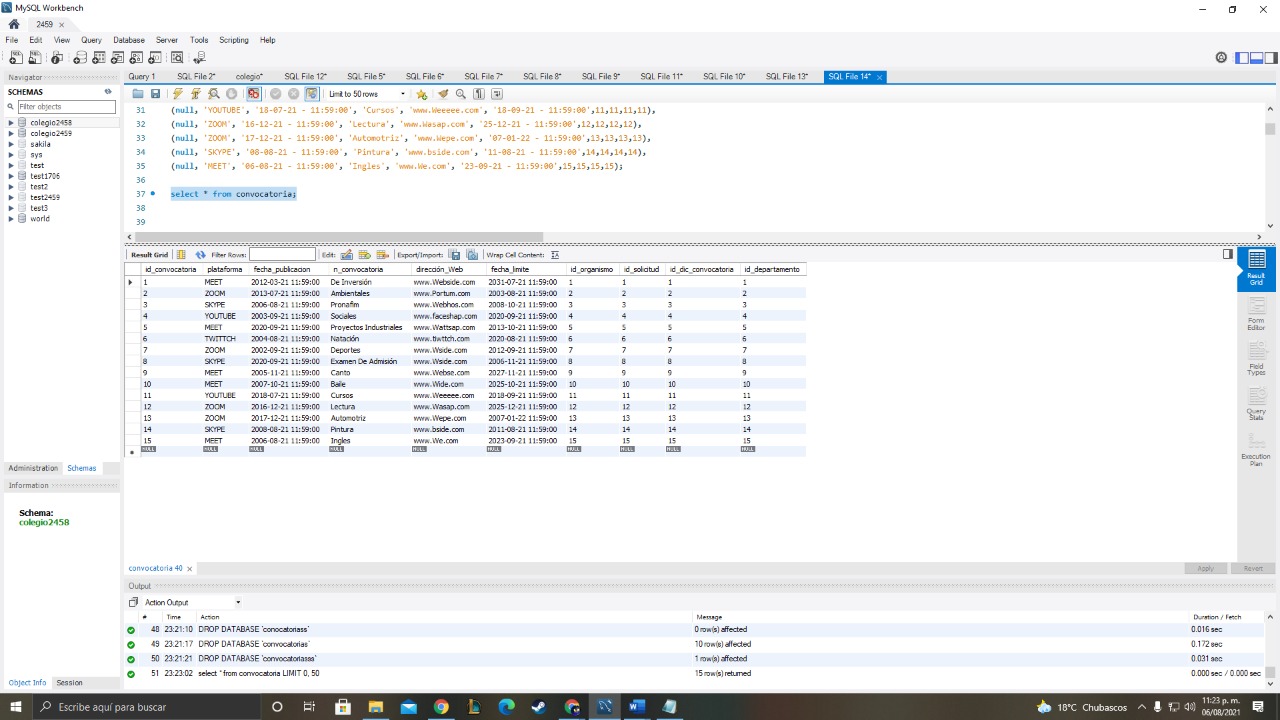 MySQL Workbench
2459 ×
File Edit View Query Database Server Tools Scripting Help
Navigator
SCHEMAS
Filter objects
colegio2458
colegio2459
sakila
sys
test
test1706
test2
test2459
test3
world
Administration Schemas
Information
Schema:
colegio2458
Object Info Session
Query 1 SQL File 2* colegio* SQL File 12* SQL File 5* SQL File 6* SQL File 7* SQL File 8* SQL File 9* SQL File 11* SQL File 10* SQL File 13* SQL File 14* ×
Limit to 50 rows
31 (null, 'YOUTUBE', '18-07-21 - 11:59:00', 'Cursos', 'www.Weeeee.com', '18-09-21 - 11:59:00',11,11,11,11),
32 (null, 'ZOOM', '16-12-21 - 11:59:00', 'Lectura', 'www.Wasap.com', '25-12-21 - 11:59:00',12,12,12,12),
33 (null, 'ZOOM', '17-12-21 - 11:59:00', 'Automotriz', 'www.Wepe.com', '07-01-22 - 11:59:00',13,13,13,13),
34 (null, 'SKYPE', '08-08-21 - 11:59:00', 'Pintura', 'www.bside.com', '11-08-21 - 11:59:00',14,14,14,14),
35 (null, 'MEET', '06-08-21 - 11:59:00', 'Ingles', 'www.We.com', '23-09-21 - 11:59:00',15,15,15,15);
36
37 select * from convocatoria;
38
39
Result Grid Filter Rows: Edit: Export/Import: Wrap Cell Content:
id_convocatoria plataforma fecha_publicacion n_convocatoria dirección_Web fecha_limite id_organismo id_solicitud id_dic_convocatoria id_departamento
1 MEET 2012-03-21 11:59:00 De Inversión www.Webside.com 2031-07-21 11:59:00 1 1 1 1
2 ZOOM 2013-07-21 11:59:00 Ambientales www.Portum.com 2003-08-21 11:59:00 2 2 2 2
3 SKYPE 2006-08-21 11:59:00 Pronafim www.Webhos.com 2008-10-21 11:59:00 3 3 3 3
4 YOUTUBE 2003-09-21 11:59:00 Sociales www.faceshap.com 2020-09-21 11:59:00 4 4 4 4
5 MEET 2020-09-21 11:59:00 Proyectos Industriales www.Wattsap.com 2013-10-21 11:59:00 5 5 5 5
6 TWITTCH 2004-08-21 11:59:00 Natación www.tiwttch.com 2020-08-21 11:59:00 6 6 6 6
7 ZOOM 2002-09-21 11:59:00 Deportes www.Wside.com 2012-09-21 11:59:00 7 7 7 7
8 SKYPE 2020-09-21 11:59:00 Examen De Admisión www.Wside.com 2006-11-21 11:59:00 8 8 8 8
9 MEET 2005-11-21 11:59:00 Canto www.Webse.com 2027-11-21 11:59:00 9 9 9 9
10 MEET 2007-10-21 11:59:00 Baile www.Wide.com 2025-10-21 11:59:00 10 10 10 10
11 YOUTUBE 2018-07-21 11:59:00 Cursos www.Weeeee.com 2018-09-21 11:59:00 11 11 11 11
12 ZOOM 2016-12-21 11:59:00 Lectura www.Wasap.com 2025-12-21 11:59:00 12 12 12 12
13 ZOOM 2017-12-21 11:59:00 Automotriz www.Wepe.com 2007-01-22 11:59:00 13 13 13 13
14 SKYPE 2008-08-21 11:59:00 Pintura www.bside.com 2011-08-21 11:59:00 14 14 14 14
15 MEET 2006-08-21 11:59:00 Ingles www.We.com 2023-09-21 11:59:00 15 15 15 15
NULL NULL NULL NULL NULL NULL NULL NULL NULL NULL
Result Grid
Form Editor
Field Types
Query Stats
Execution Plan
convocatoria 40 × Apply Revert
Output
Action Output
# Time Action Message Duration / Fetch
48 23:21:10 DROP DATABASE `conocatoriass` 0 row(s) affected 0.016 sec
49 23:21:17 DROP DATABASE `convocatorias` 10 row(s) affected 0.172 sec
50 23:21:21 DROP DATABASE `convocatoriasss` 1 row(s) affected 0.031 sec
51 23:23:02 select * from convocatoria LIMIT 0, 50 15 row(s) returned 0.000 sec / 0.000 sec
Escribe aquí para buscar
18°C Chubascos
11:23 p. m.
06/08/2021